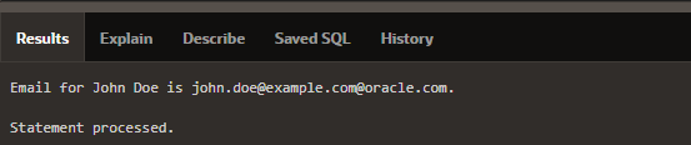 Results Explain Describe Saved SQL History
Email for John Doe is john.doe@example.com@oracle.com.
Statement processed.